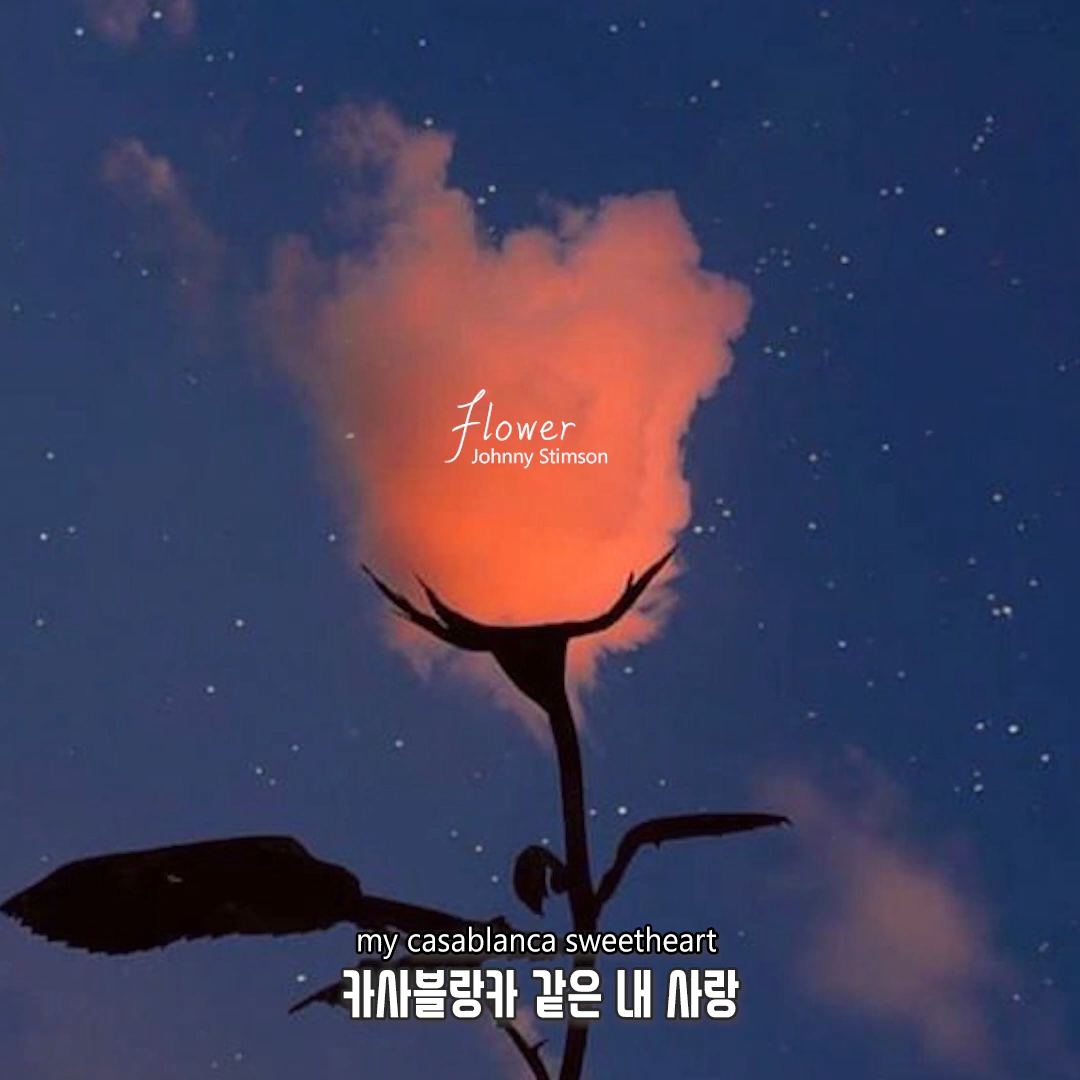 Flower
Johnny Stimson
my casablanca sweetheart
카사블랑카 같은 내 사랑